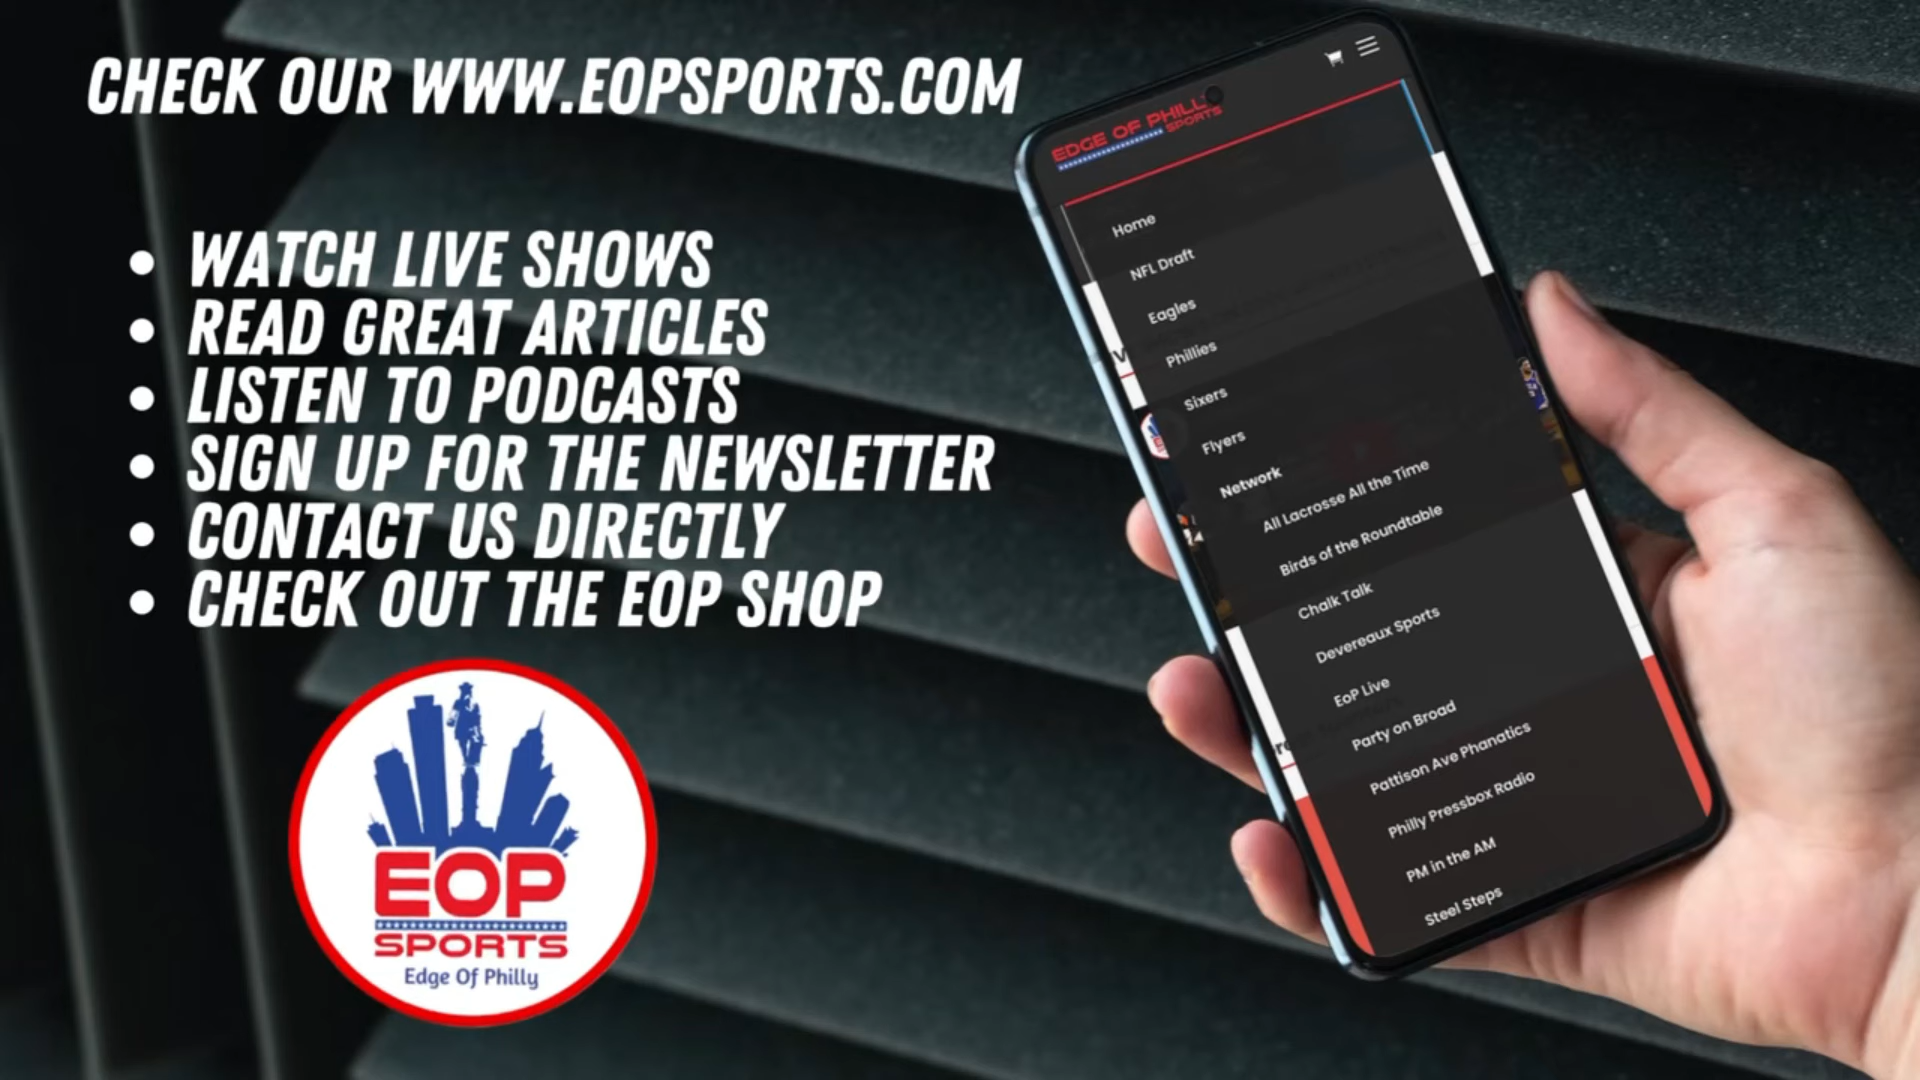 CHECK OUR WWW.EOPSPORTS.COM
• WATCH LIVE SHOWS
• READ GREAT ARTICLES
• LISTEN TO PODCASTS
• SIGN UP FOR THE NEWSLETTER
• CONTACT US DIRECTLY
• CHECK OUT THE EOP SHOP
EOP
SPORTS
Edge Of Philly
EDGE OF PHILLY
SPORTS
Home
NFL Draft
Eagles
Phillies
Sixers
Flyers
Network
All Lacrosse All the Time
Birds of the Roundtable
Chalk Talk
Devereaux Sports
EoP Live
Party on Broad
Pattison Ave Phanatics
Philly Pressbox Radio
PM in the AM
Steel Steps